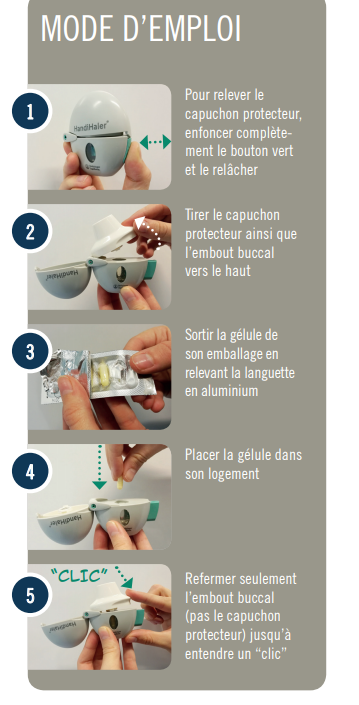 MODE D'EMPLOI
1
HandiHaler®
Pour relever le
capuchon protecteur,
enfoncer complète-
ment le bouton vert
et le relâcher
2
HandiHaler
Tirer le capuchon
protecteur ainsi que
l'embout buccal
vers le haut
3
Sortir la gélule de
son emballage en
relevant la languette
en aluminium
4
HandiHaler
Placer la gélule dans
son logement
5
"CLIC"
HandiHaler
Refermer seulement
l'embout buccal
(pas le capuchon
protecteur) jusqu'à
entendre un "clic"